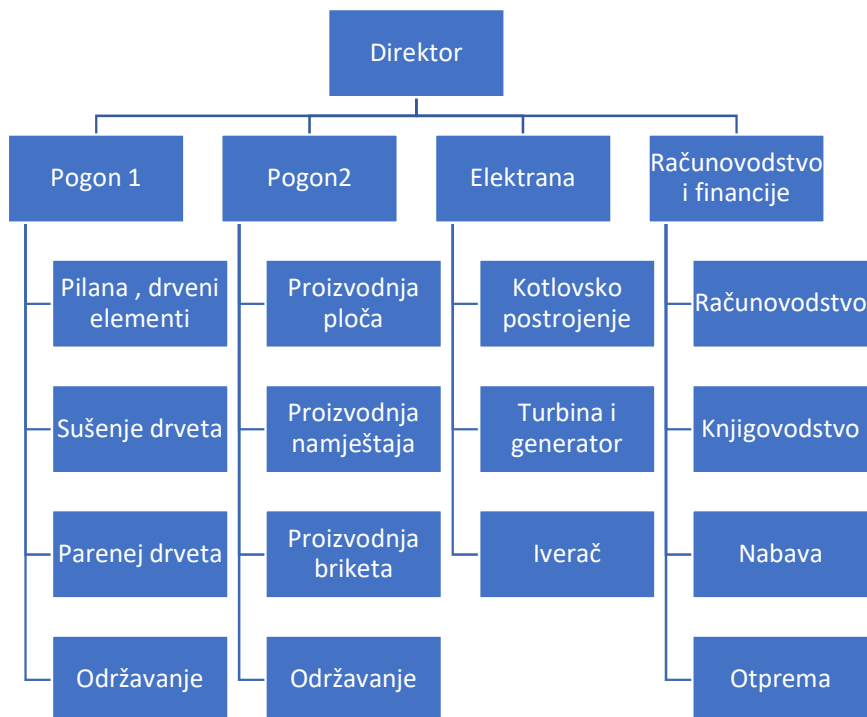 Direktor
Pogon 1
Pogon2
Elektrana
Računovodstvo
i financije
Pilana , drveni
elementi
Proizvodnja
ploča
Kotlovsko
postrojenje
Računovodstvo
Sušenje drveta
Proizvodnja
namještaja
Turbina i
generator
Knjigovodstvo
Parenej drveta
Proizvodnja
briketa
Iverač
Nabava
Održavanje
Održavanje
Otprema